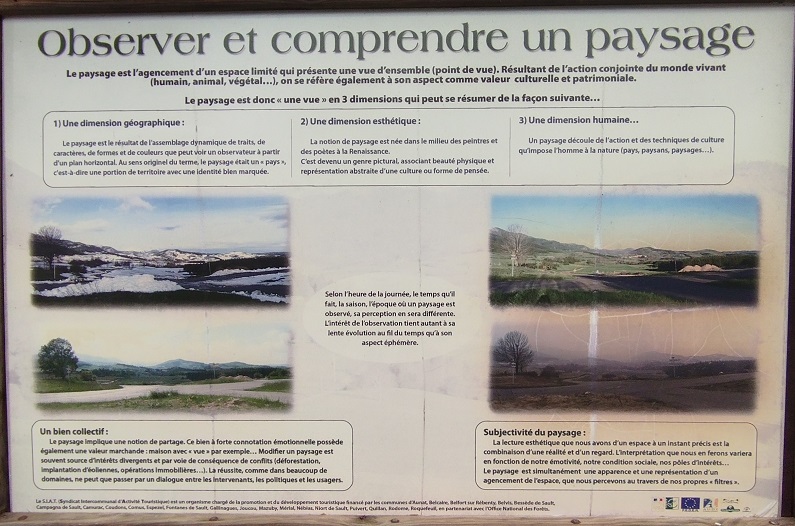 Observer et comprendre un paysage
Le paysage est l'agencement d'un espace limité qui présente une vue d'ensemble (point de vue). Résultant de l'action conjointe du monde vivant
(humain, animal, végétal…), on se réfère également à son aspect comme valeur culturelle et patrimoniale.
Le paysage est donc « une vue » en 3 dimensions qui peut se résumer de la façon suivante…
1) Une dimension géographique :
Le paysage est le résultat de l'assemblage dynamique de traits, de
caractères, de formes et de couleurs que peut voir un observateur à partir
d'un plan horizontal. Au sens originel du terme, le paysage était un « pays »,
c'est-à-dire une portion de territoire avec une identité bien marquée.
2) Une dimension esthétique :
La notion de paysage est née dans le milieu des peintres et
des poètes à la Renaissance.
C'est devenu un genre pictural, associant beauté physique et
représentation abstraite d'une culture ou forme de pensée.
3) Une dimension humaine…
Un paysage découle de l'action et des techniques de culture
qu'impose l'homme à la nature (pays, paysans, paysages…).
Selon l'heure de la journée, le temps qu'il
fait, la saison, l'époque où un paysage est
observé, sa perception en sera différente.
L'intérêt de l'observation tient autant à sa
lente évolution au fil du temps qu'à son
aspect éphémère.
Un bien collectif :
Le paysage implique une notion de partage. Ce bien à forte connotation émotionnelle possède
également une valeur marchande : maison avec « vue » par exemple… Modifier un paysage est
souvent source d'intérêts divergents et par voie de conséquence de conflits (déforestation,
implantation d'éoliennes, opérations immobilières…). La réussite, comme dans beaucoup de
domaines, ne peut que passer par un dialogue entre les intervenants, les politiques et les usagers.
Subjectivité du paysage :
La lecture esthétique que nous avons d'un espace à un instant précis est la
combinaison d'une réalité et d'un regard. L'interprétation que nous en ferons variera
en fonction de notre émotivité, notre condition sociale, nos pôles d'intérêts…
Le paysage est simultanément une apparence et une représentation d'un
agencement de l'espace, que nous percevons au travers de nos propres « filtres ».
Le S.I.A.T. (Syndicat Intercommunal d'Activité Touristique) est un organisme chargé de la promotion et du développement touristique financé par les communes d'Aunat, Belcaire, Belfort sur Rébenty, Belvis, Bessède de Sault,
Campagna de Sault, Camurac, Coudons, Comus, Espezel, Fontanès de Sault, Galinagues, Joucou, Mazuby, Mérial, Nébias, Niort de Sault, Puivert, Quillan, Rodome, Roquefeuil, en partenariat avec l'Office National des Forêts.